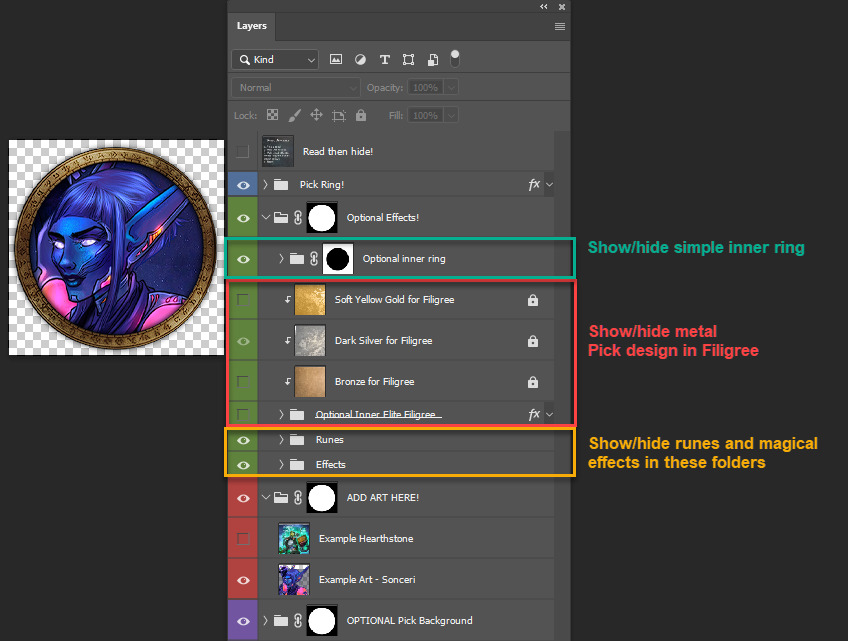 Layers
Kind
Normal
Opacity: 100%
Lock:
Fill: 100%
Read then hide!
Pick Ring!
fx
Optional Effects!
Optional inner ring
Show/hide simple inner ring
Soft Yellow Gold for Filigree
Dark Silver for Filigree
Show/hide metal
Pick design in Filigree
Bronze for Filigree
Optional Inner Elite Filigree
fx
Runes
Effects
Show/hide runes and magical
effects in these folders
ADD ART HERE!
Example Hearthstone
Example Art - Sonceri
OPTIONAL Pick Background